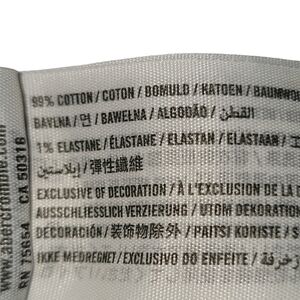 99% COTTON / COTON / BOMULD / KATOEN / BAUMWO
BAVLNA / 면 / BAWEŁNA / ALGODÃO / القطن /
1% ELASTANE / ÉLASTANE / ELASTAN / ELASTAAN /
إيلاستين / 彈性纖維
EXCLUSIVE OF DECORATION / À L'EXCLUSION DE LA
AUSSCHLIESSLICH VERZIERUNG / UTOM DEKORATION
DECORACIÓN / 装饰物除外 / PAITSI KORISTE / S
IKKE MEDREGNET / EXCLUSIVO DO ENFEITE /
www.abercrombie.com
RN 75654 CA 50318